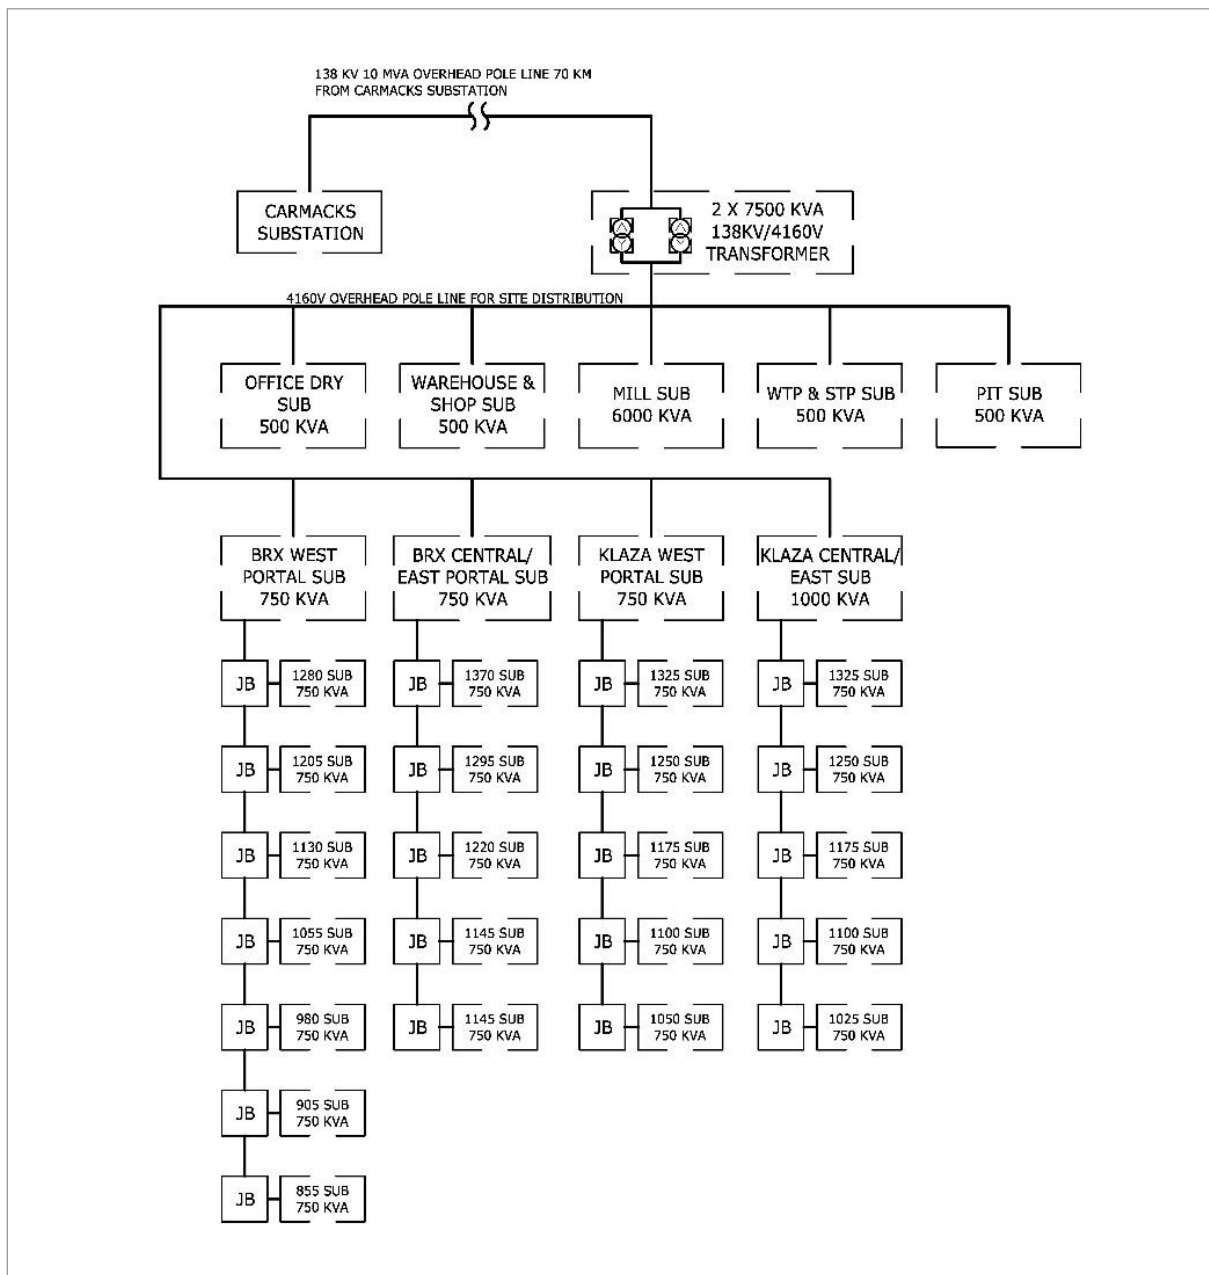 138 KV 10 MVA OVERHEAD POLE LINE 70 KM
FROM CARMACKS SUBSTATION
CARMACKS
SUBSTATION
2 X 7500 KVA
138KV/4160V
TRANSFORMER
4160V OVERHEAD POLE LINE FOR SITE DISTRIBUTION
OFFICE DRY
SUB
500 KVA
WAREHOUSE &
SHOP SUB
500 KVA
MILL SUB
6000 KVA
WTP & STP SUB
500 KVA
PIT SUB
500 KVA
BRX WEST
PORTAL SUB
750 KVA
BRX CENTRAL/
EAST PORTAL SUB
750 KVA
KLAZA WEST
PORTAL SUB
750 KVA
KLAZA CENTRAL/
EAST SUB
1000 KVA
JB
1280 SUB
750 KVA
JB
1370 SUB
750 KVA
JB
1325 SUB
750 KVA
JB
1325 SUB
750 KVA
JB
1205 SUB
750 KVA
JB
1295 SUB
750 KVA
JB
1250 SUB
750 KVA
JB
1250 SUB
750 KVA
JB
1130 SUB
750 KVA
JB
1220 SUB
750 KVA
JB
1175 SUB
750 KVA
JB
1175 SUB
750 KVA
JB
1055 SUB
750 KVA
JB
1145 SUB
750 KVA
JB
1100 SUB
750 KVA
JB
1100 SUB
750 KVA
JB
980 SUB
750 KVA
JB
1145 SUB
750 KVA
JB
1050 SUB
750 KVA
JB
1025 SUB
750 KVA
JB
905 SUB
750 KVA
JB
855 SUB
750 KVA